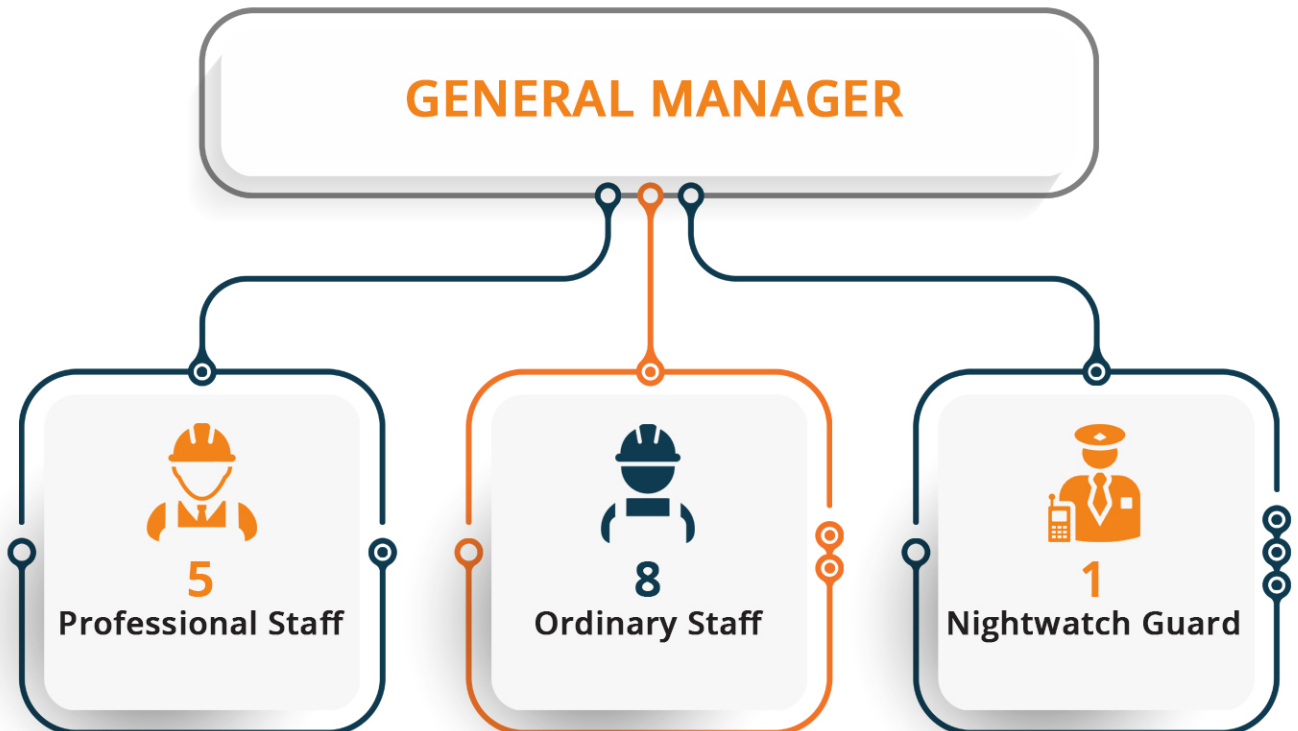 GENERAL MANAGER
5
Professional Staff
8
Ordinary Staff
1
Nightwatch Guard